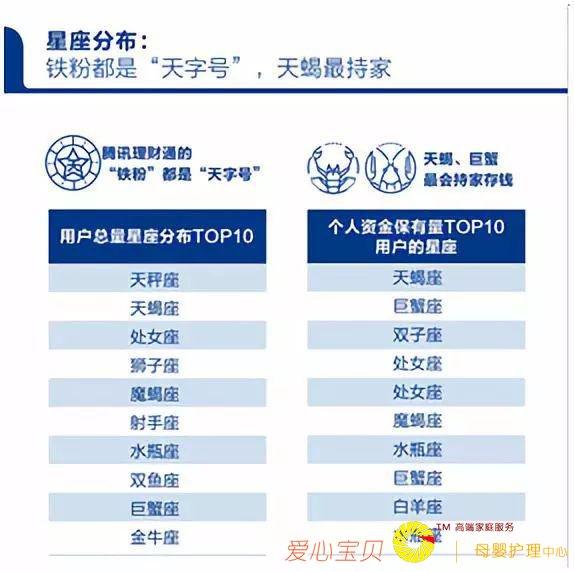 星座分布：
铁粉都是“天字号”，天蝎最持家
腾讯理财通的
“铁粉”都是“天字号”
天蝎、巨蟹
最会持家存钱
用户总量星座分布TOP10
天秤座
天蝎座
处女座
狮子座
魔蝎座
射手座
水瓶座
双鱼座
巨蟹座
金牛座
个人资金保有量TOP10
用户的星座
天蝎座
巨蟹座
双子座
处女座
处女座
魔蝎座
水瓶座
巨蟹座
白羊座
座
爱心宝贝
TM 高端家庭服务
母婴护理中心